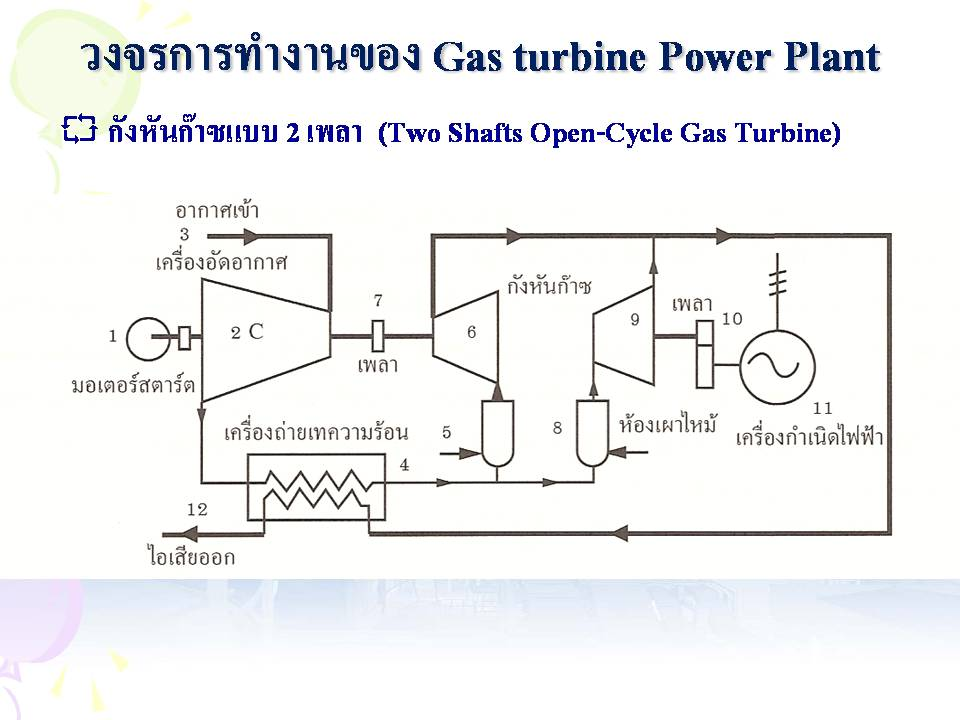 วงจรการทำงานของ Gas turbine Power Plant
กังหันก๊าซแบบ 2 เพลา (Two Shafts Open-Cycle Gas Turbine)
อากาศเข้า
3
เครื่องอัดอากาศ
กังหันก๊าซ
7
เพลา
1
2 C
6
9
10
เพลา
มอเตอร์สตาร์ต
11
เครื่องถ่ายเทความร้อน
5
8
ห้องเผาไหม้
เครื่องกำเนิดไฟฟ้า
4
12
ไอเสียออก